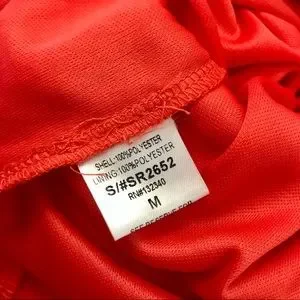 SHELL:100%POLYESTER
LINING:100%POLYESTER
S/#SR2652
RN#132340
M